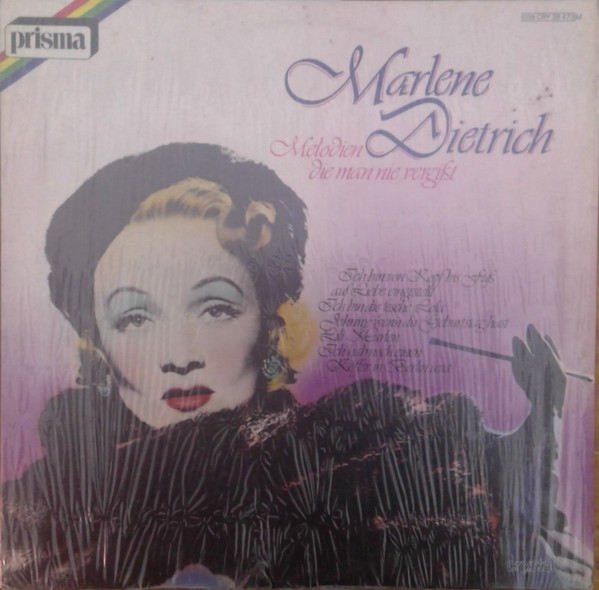 prisma
Marlene
Dietrich
Melodien
die man nie vergißt
Ich bin von Kopf bis Fuß
auf Liebe eingestellt
Ich bin die fesche Lola
Johnny wenn du Geburtstag hast
Lili Marleen
Ich hab noch einen
Koffer in Berlin